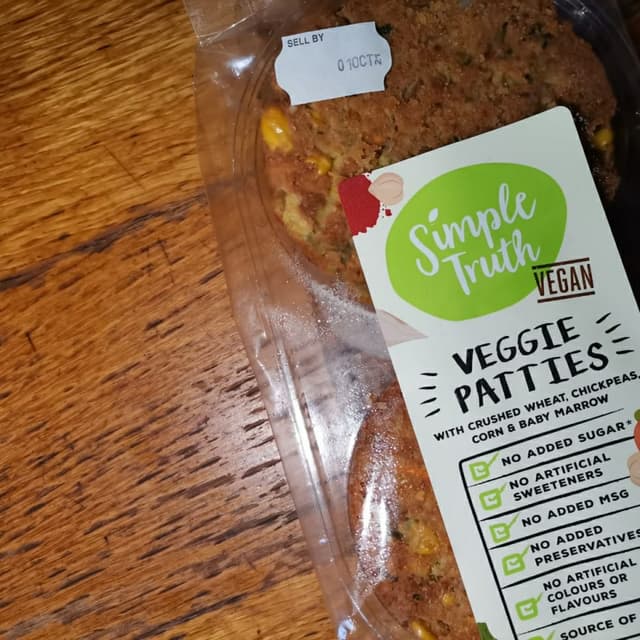 SELL BY
01OCT
Simple
Truth
VEGAN
VEGGIE
PATTIES
WITH CRUSHED WHEAT, CHICKPEAS,
CORN & BABY MARROW
NO ADDED SUGAR*
NO ARTIFICIAL
SWEETENERS
NO ADDED MSG
NO ADDED
PRESERVATIVES
NO ARTIFICIAL
COLOURS OR
FLAVOURS
SOURCE OF